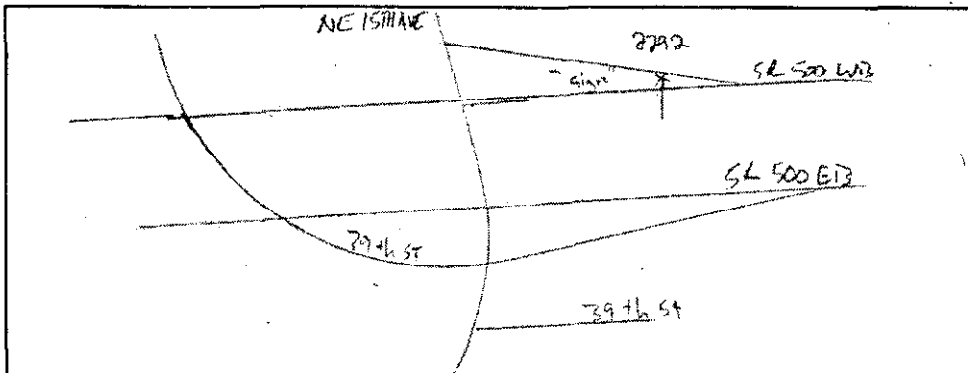 NE 15TH AVE
2292
"Sign"
SR 500 WB
SR 500 EB
39th ST
39th St